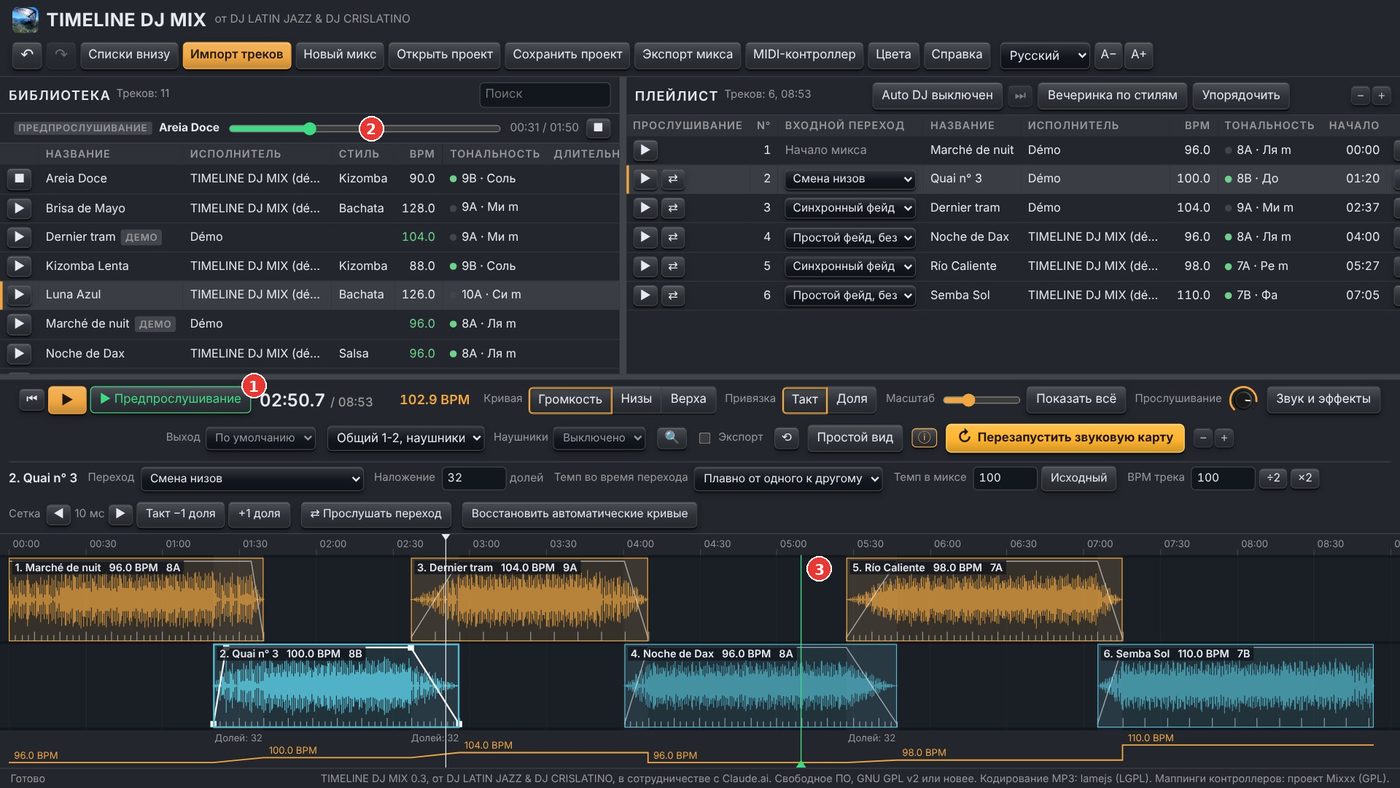 TIMELINE DJ MIX от DJ LATIN JAZZ & DJ CRISLATINO
Списки внизу Импорт треков Новый микс Открыть проект Сохранить проект Экспорт микса MIDI-контроллер Цвета Справка Русский A− A+
БИБЛИОТЕКА Треков: 11 Поиск
ПРЕДПРОСЛУШИВАНИЕ Areia Doce 2 00:31 / 01:50
НАЗВАНИЕ ИСПОЛНИТЕЛЬ СТИЛЬ BPM ТОНАЛЬНОСТЬ ДЛИТЕЛЬН
Areia Doce TIMELINE DJ MIX (dé... Kizomba 90.0 9B · Соль
Brisa de Mayo TIMELINE DJ MIX (dé... Bachata 128.0 9A · Ми m
Dernier tram ДЕМО Démo 104.0 9A · Ми m
Kizomba Lenta TIMELINE DJ MIX (dé... Kizomba 88.0 9B · Соль
Luna Azul TIMELINE DJ MIX (dé... Bachata 126.0 10A · Си m
Marché de nuit ДЕМО Démo 96.0 8A · Ля m
Noche de Dax TIMELINE DJ MIX (dé... Salsa 96.0 8A · Ля m
ПЛЕЙЛИСТ Треков: 6, 08:53 Auto DJ выключен Вечеринка по стилям Упорядочить − +
ПРОСЛУШИВАНИЕ N° ВХОДНОЙ ПЕРЕХОД НАЗВАНИЕ ИСПОЛНИТЕЛЬ BPM ТОНАЛЬНОСТЬ НАЧАЛО
1 Начало микса Marché de nuit Démo 96.0 8A · Ля m 00:00
2 Смена низов Quai n° 3 Démo 100.0 8B · До 01:20
3 Синхронный фейд Dernier tram Démo 104.0 9A · Ми m 02:37
4 Простой фейд, без Noche de Dax TIMELINE DJ MIX (dé... 96.0 8A · Ля m 04:00
5 Синхронный фейд Río Caliente TIMELINE DJ MIX (dé... 98.0 7A · Ре m 05:27
6 Простой фейд, без Semba Sol TIMELINE DJ MIX (dé... 110.0 7B · Фа 07:05
Предпрослушивание 1 02:50.7 / 08:53 102.9 BPM Кривая Громкость Низы Верха Привязка Такт Доля Масштаб Показать всё Прослушивание Звук и эффекты
Выход По умолчанию Общий 1-2, наушники Наушники Выключено Экспорт Простой вид Перезапустить звуковую карту − +
2. Quai n° 3 Переход Смена низов Наложение 32 долей Темп во время перехода Плавно от одного к другому Темп в миксе 100 Исходный BPM трека 100 ÷2 ×2
Сетка 10 мс Такт −1 доля +1 доля Прослушать переход Восстановить автоматические кривые
00:00 00:30 01:00 01:30 02:00 02:30 03:00 03:30 04:00 04:30 05:00 05:30 06:00 06:30 07:00 07:30 08:00 08:30 0
1. Marché de nuit 96.0 BPM 8A 3. Dernier tram 104.0 BPM 9A 3 5. Río Caliente 98.0 BPM 7A
2. Quai n° 3 100.0 BPM 8B 4. Noche de Dax 96.0 BPM 8A 6. Semba Sol 110.0 BPM 7B
Долей: 32 Долей: 32 Долей: 32
96.0 BPM 100.0 BPM 104.0 BPM 96.0 BPM 98.0 BPM 110.0 BPM
Готово TIMELINE DJ MIX 0.3, от DJ LATIN JAZZ & DJ CRISLATINO, в сотрудничестве с Claude.ai. Свободное ПО, GNU GPL v2 или новее. Кодирование MP3: lamejs (LGPL). Маппинги контроллеров: проект Mixxx (GPL).